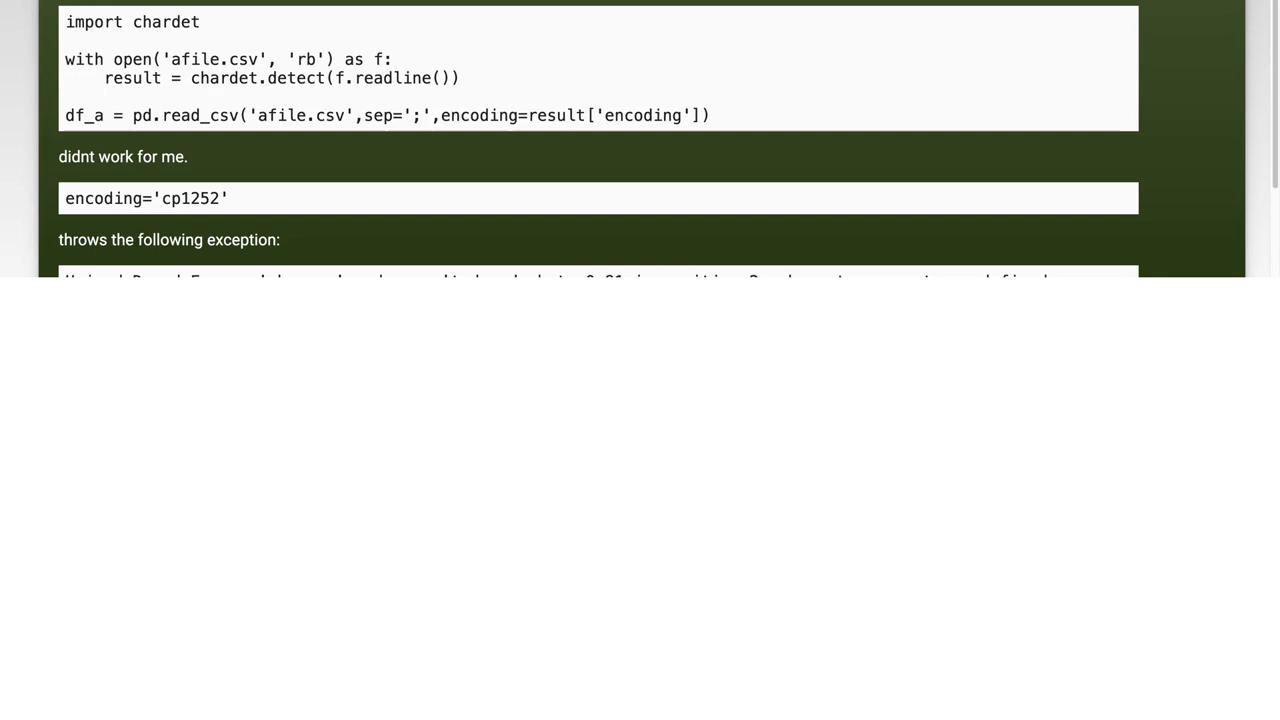 import chardet
with open('afile.csv', 'rb') as f:
    result = chardet.detect(f.readline())
df_a = pd.read_csv('afile.csv',sep=';',encoding=result['encoding'])
didnt work for me.
encoding='cp1252'
throws the following exception: